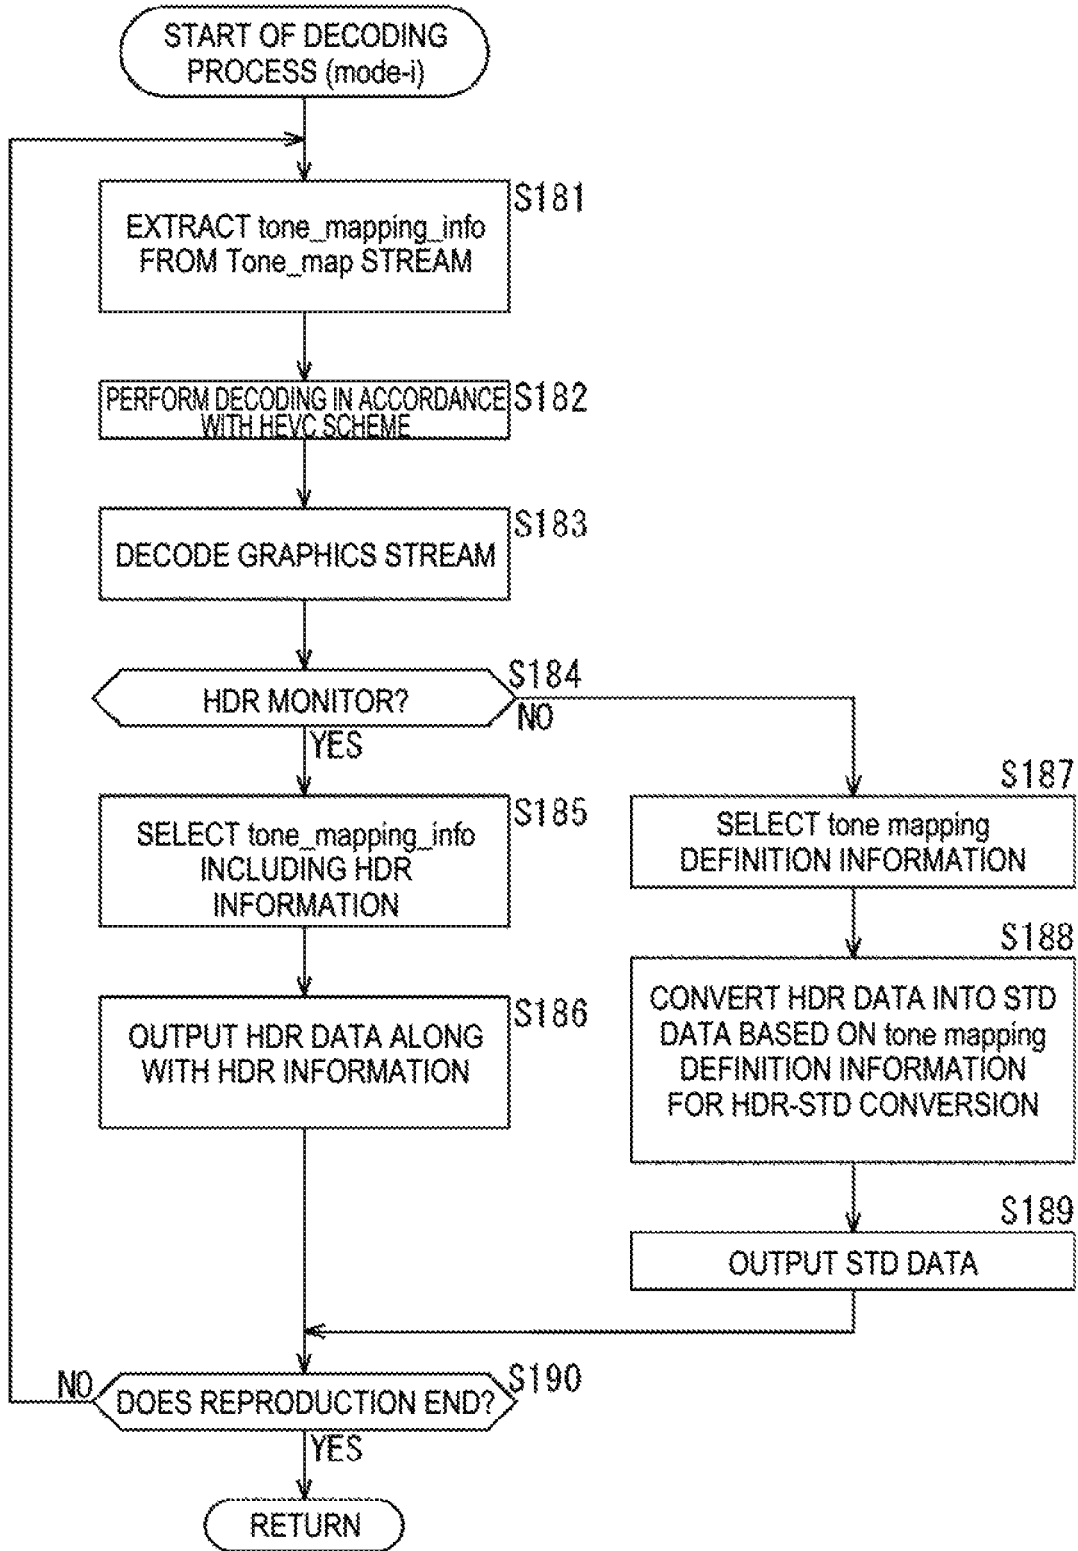 START OF DECODING
PROCESS (mode-i)
S181
EXTRACT tone_mapping_info
FROM Tone_map STREAM
S182
PERFORM DECODING IN ACCORDANCE
WITH HEVC SCHEME
S183
DECODE GRAPHICS STREAM
S184
HDR MONITOR?
NO
YES
S185
SELECT tone_mapping_info
INCLUDING HDR
INFORMATION
S186
OUTPUT HDR DATA ALONG
WITH HDR INFORMATION
S187
SELECT tone mapping
DEFINITION INFORMATION
S188
CONVERT HDR DATA INTO STD
DATA BASED ON tone mapping
DEFINITION INFORMATION
FOR HDR-STD CONVERSION
S189
OUTPUT STD DATA
S190
NO
DOES REPRODUCTION END?
YES
RETURN